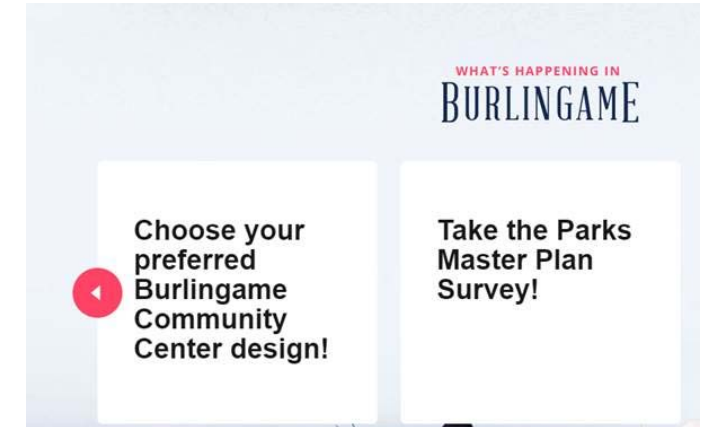 WHAT'S HAPPENING IN
BURLINGAME
Choose your
preferred
Burlingame
Community
Center design!
Take the Parks
Master Plan
Survey!